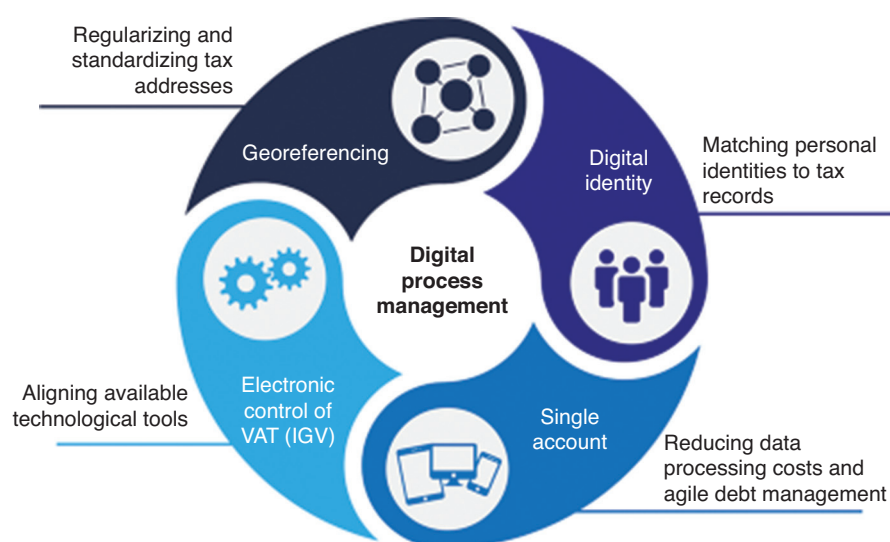 Regularizing and
standardizing tax
addresses
Georeferencing
Digital
identity
Matching personal
identities to tax
records
Digital
process
management
Aligning available
technological tools
Electronic
control of
VAT (IGV)
Single
account
Reducing data
processing costs and
agile debt management